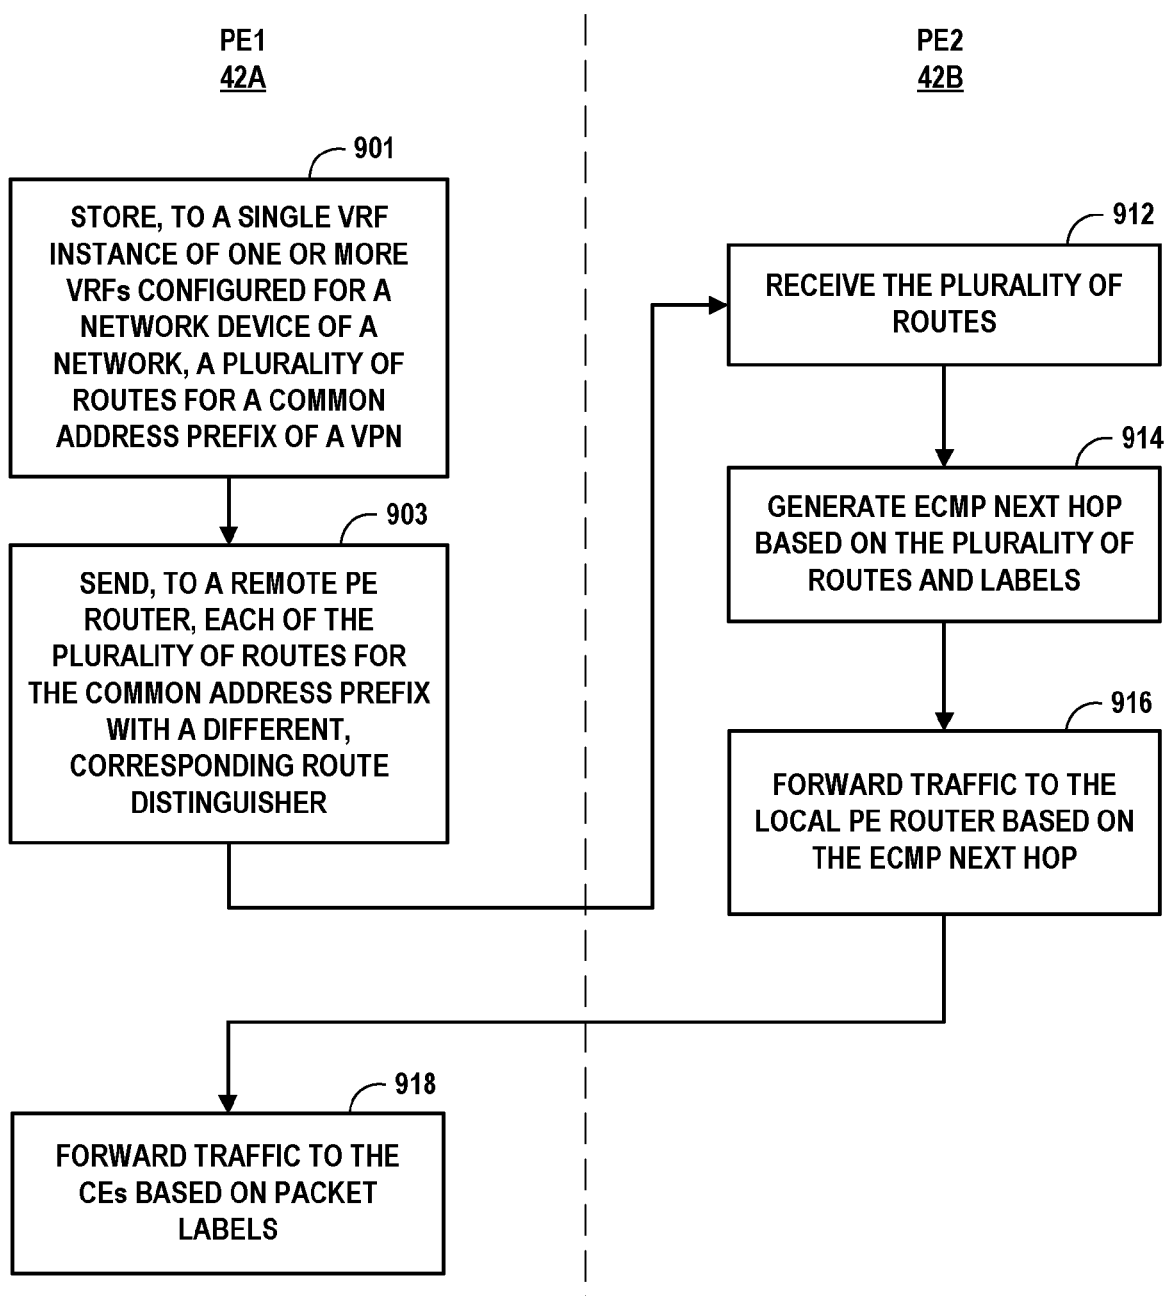 PE1
42A
PE2
42B
901
STORE, TO A SINGLE VRF
INSTANCE OF ONE OR MORE
VRFs CONFIGURED FOR A
NETWORK DEVICE OF A
NETWORK, A PLURALITY OF
ROUTES FOR A COMMON
ADDRESS PREFIX OF A VPN
903
SEND, TO A REMOTE PE
ROUTER, EACH OF THE
PLURALITY OF ROUTES FOR
THE COMMON ADDRESS PREFIX
WITH A DIFFERENT,
CORRESPONDING ROUTE
DISTINGUISHER
912
RECEIVE THE PLURALITY OF
ROUTES
914
GENERATE ECMP NEXT HOP
BASED ON THE PLURALITY OF
ROUTES AND LABELS
916
FORWARD TRAFFIC TO THE
LOCAL PE ROUTER BASED ON
THE ECMP NEXT HOP
918
FORWARD TRAFFIC TO THE
CEs BASED ON PACKET
LABELS